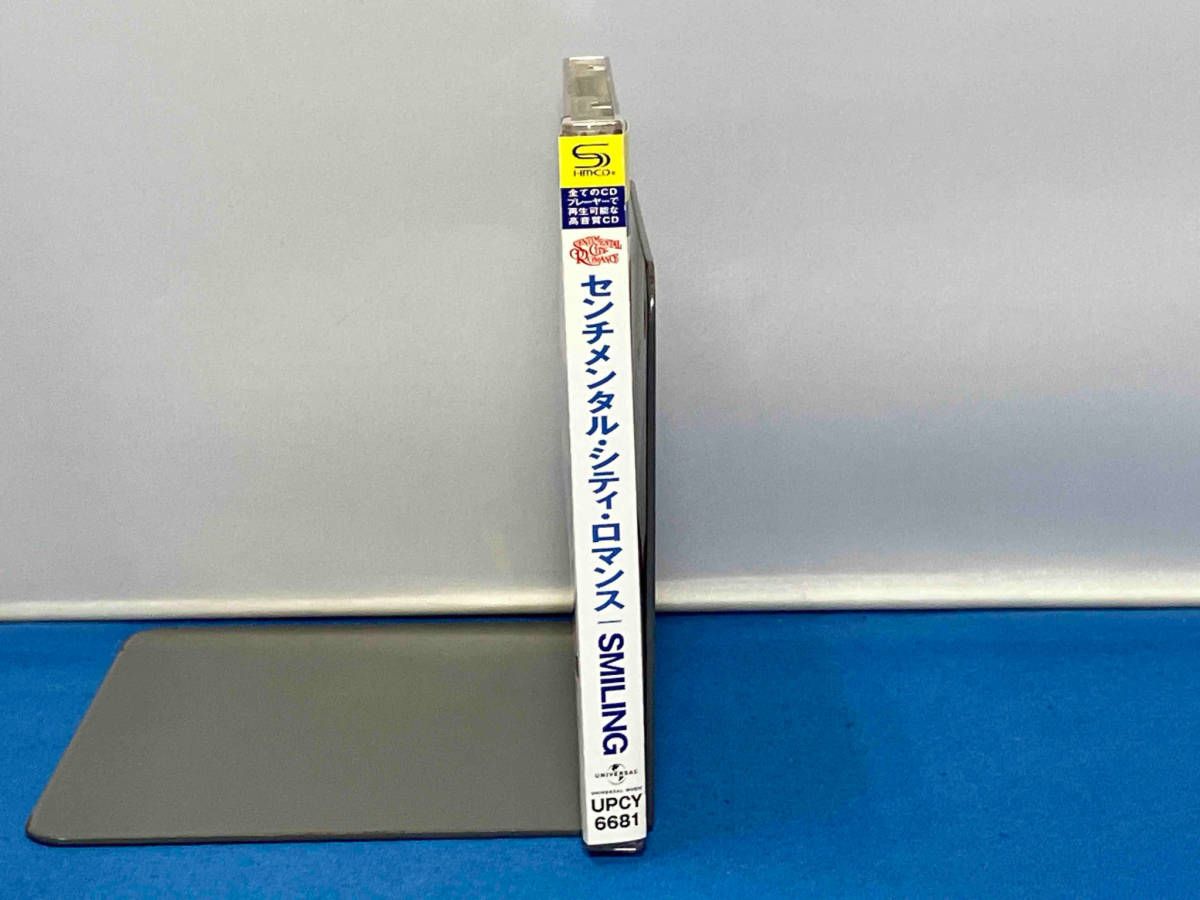 SHM-CD®
全てのCD
プレーヤーで
再生可能な
高音質CD
SENTIMENTAL
CITY
ROMANCE
センチメンタル・シティ・ロマンス | SMILING
UNIVERSAL
UNIVERSAL MUSIC
UPCY
6681